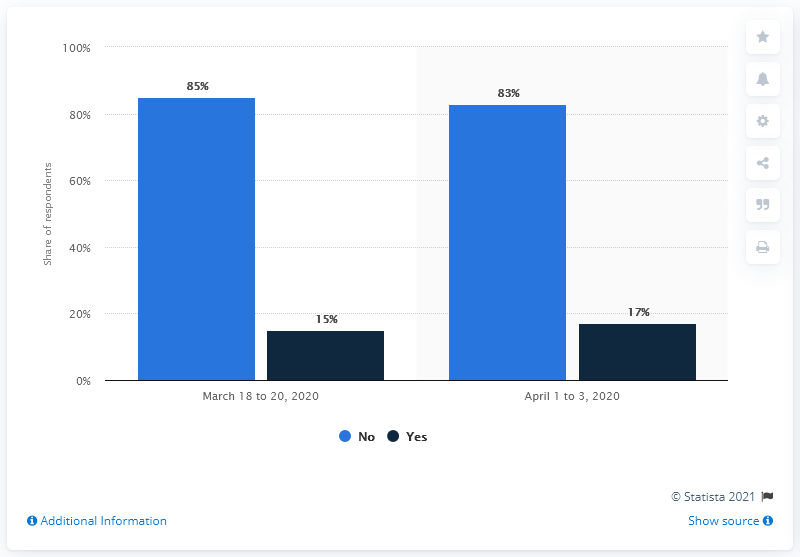 100%
80%
60%
40%
20%
0%
Share of respondents
85%
15%
83%
17%
March 18 to 20, 2020
April 1 to 3, 2020
No Yes
© Statista 2021
Additional Information
Show source